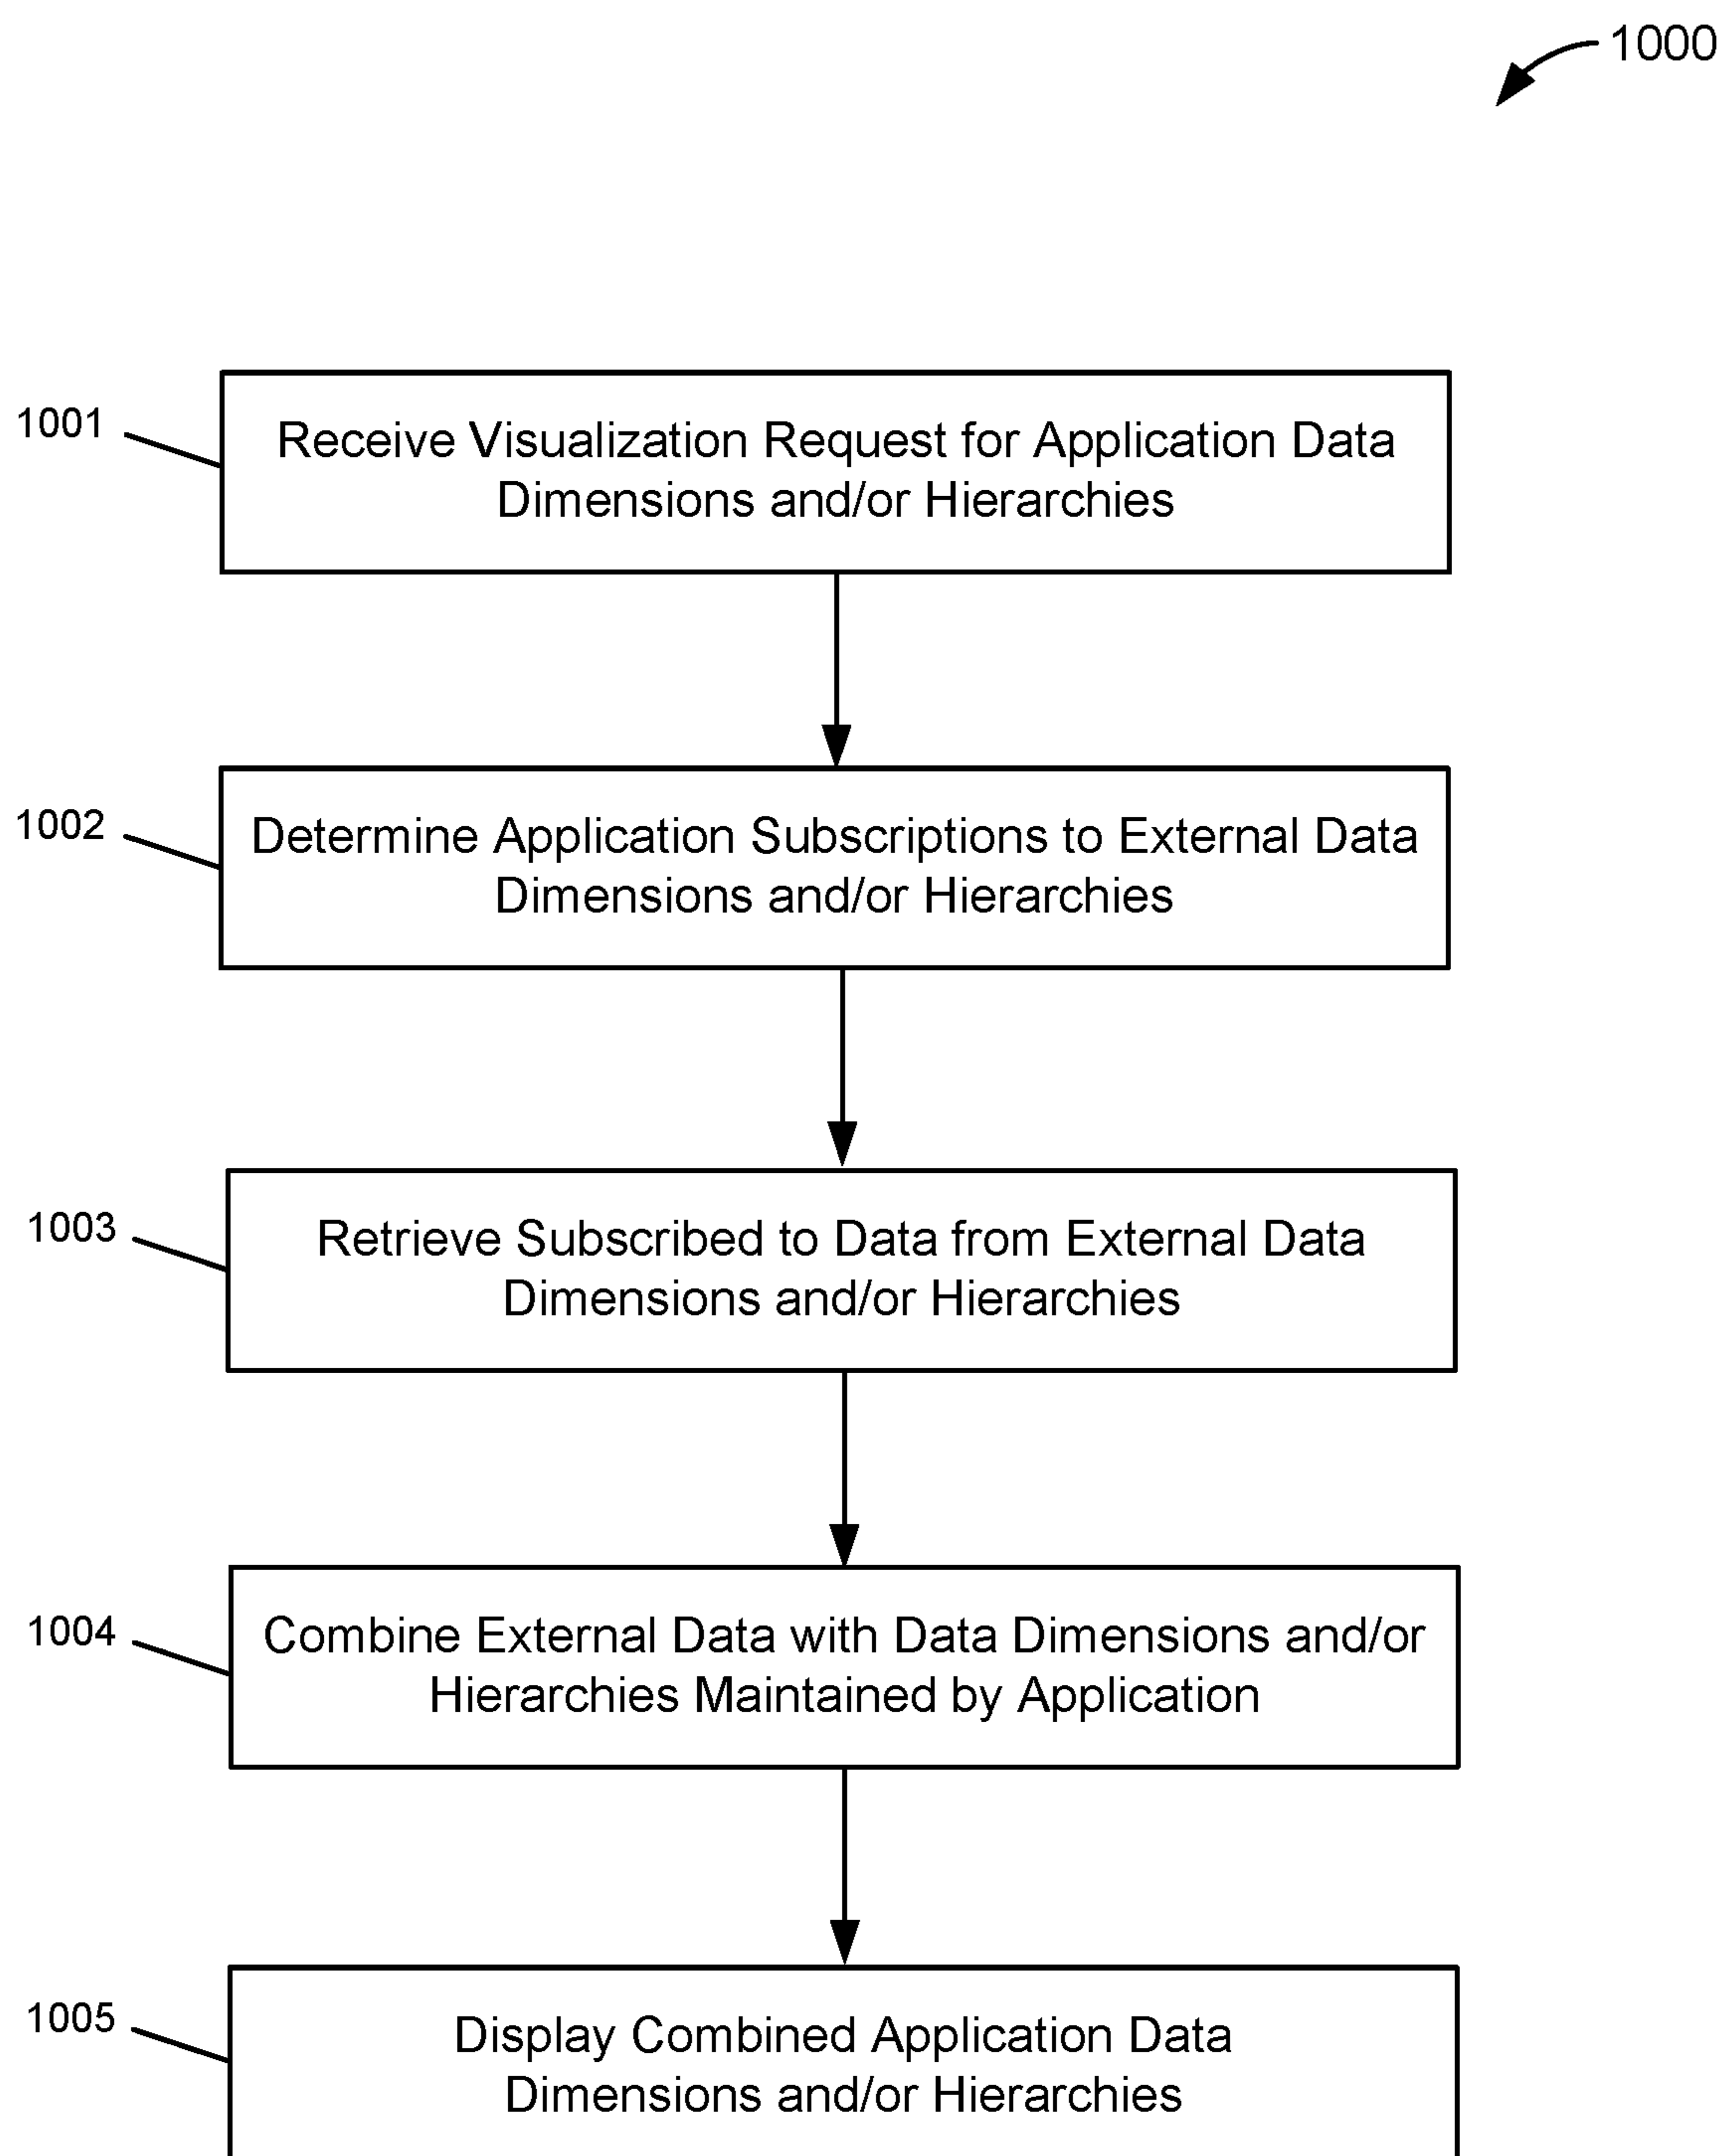 1000
1001
Receive Visualization Request for Application Data
Dimensions and/or Hierarchies
1002
Determine Application Subscriptions to External Data
Dimensions and/or Hierarchies
1003
Retrieve Subscribed to Data from External Data
Dimensions and/or Hierarchies
1004
Combine External Data with Data Dimensions and/or
Hierarchies Maintained by Application
1005
Display Combined Application Data
Dimensions and/or Hierarchies